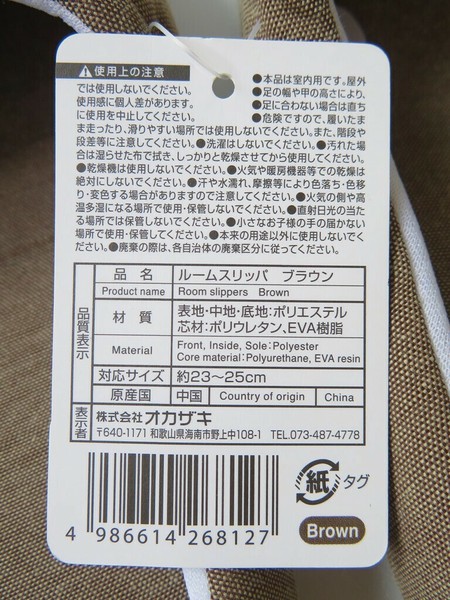 ⚠使用上の注意
●本品は室内用です。屋外
では使用しないでください。
●足の幅や甲の高さにより、
使用感に個人差があります。
●足に合わない場合は直ち
に使用を中止してください。
●危険ですので、履いたま
ま走ったり、滑りやすい場所では使用しないでください。また、階段や
段差等に注意してください。●洗濯はしないでください。●汚れた場
合は湿らせた布で拭き、しっかりと乾燥させてから使用してください。
●乾燥機は使用しないでください。●火気や暖房機器等での乾燥は
絶対にしないでください。●汗や水濡れ、摩擦等により色落ち・色移
り・変色する場合がありますので注意してください。●火気の側や高
温多湿になる場所で使用・保管しないでください。●直射日光の当た
る場所では保管しないでください。●小さなお子様の手の届かない
場所で使用・保管してください。●本来の用途以外に使用しないでく
ださい。●廃棄の際は、各自治体の廃棄区分に従ってください。
品質表示
品 名 ルームスリッパ ブラウン
Product name Room slippers Brown
材 質 表地・中地・底地:ポリエステル
芯材:ポリウレタン、EVA樹脂
Material Front, Inside, Sole:Polyester
Core material:Polyurethane, EVA resin
対応サイズ 約23〜25cm
原産国 中国 Country of origin China
表示者 株式会社オカザキ
〒640-1171 和歌山県海南市野上中108-1 TEL.073-487-4778
紙 タグ
4 986614 268127
Brown